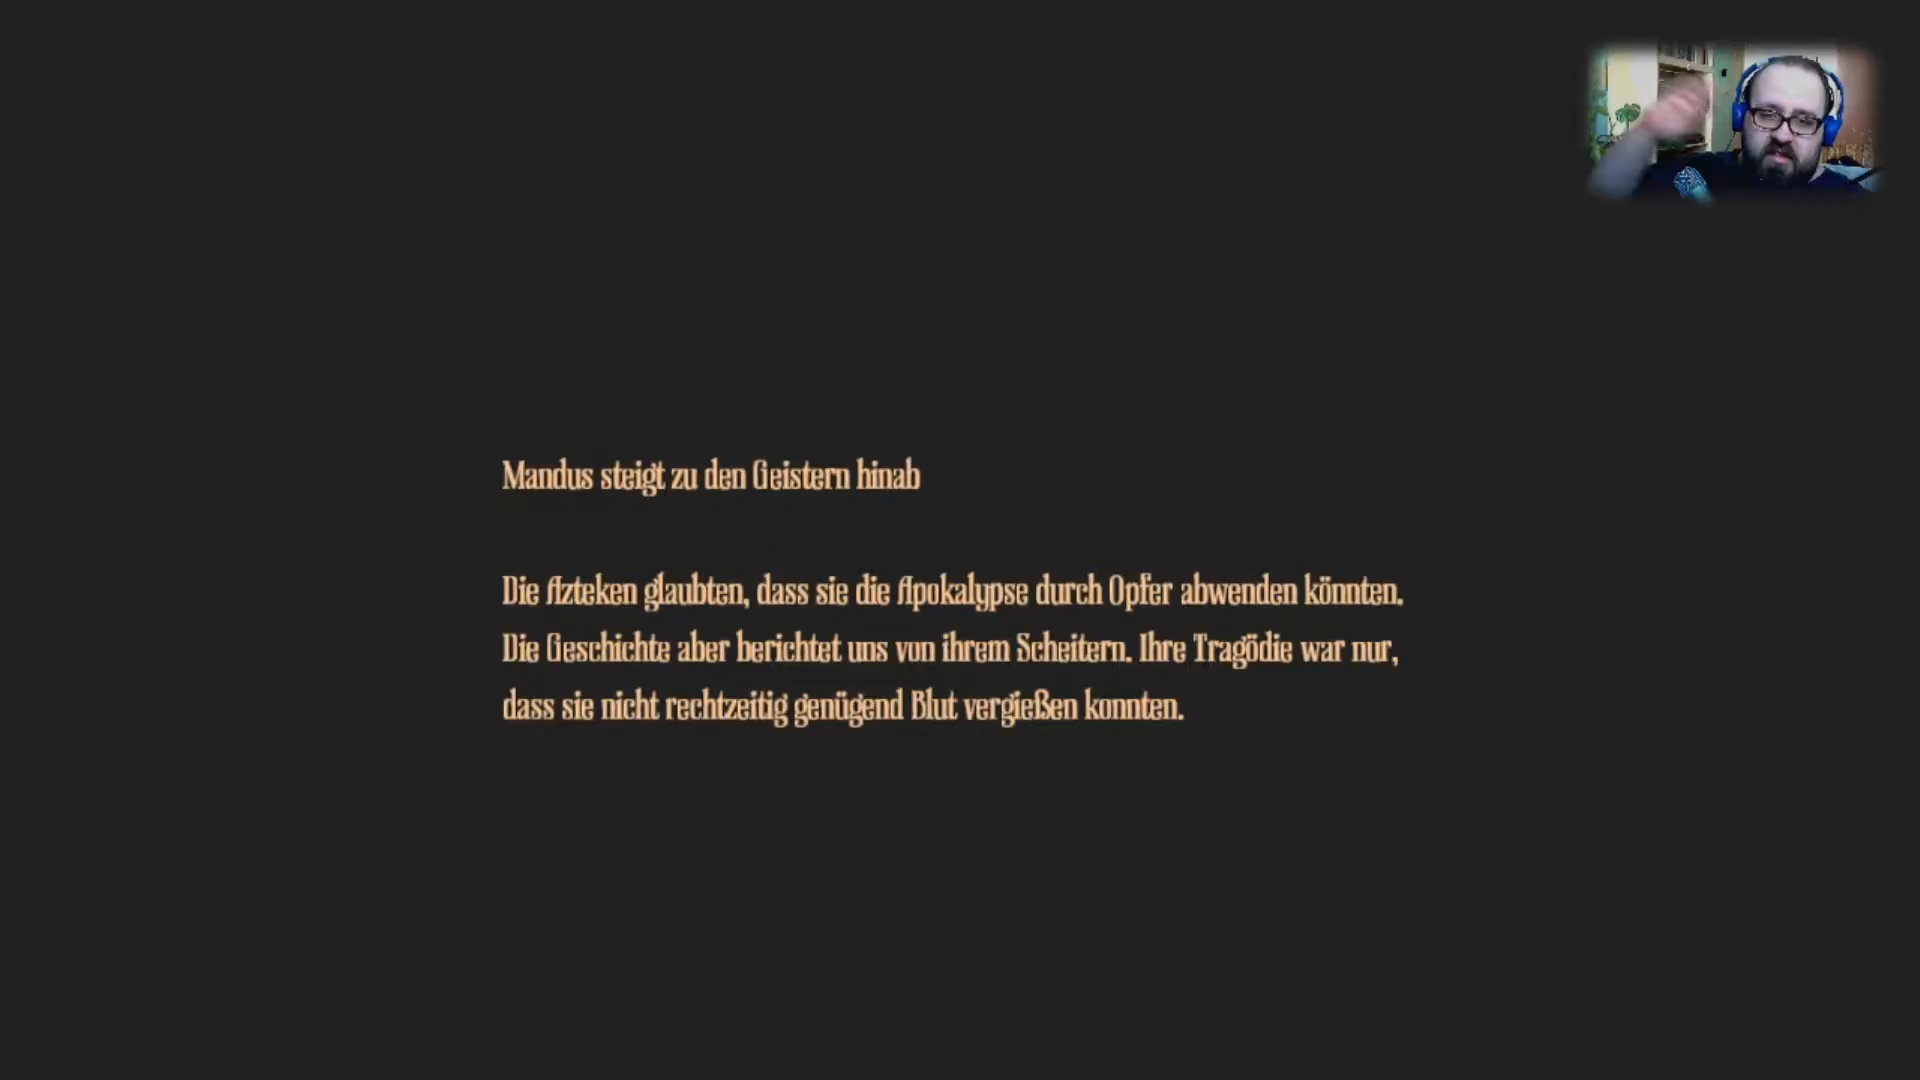 Mandus steigt zu den Geistern hinab
Die Azteken glaubten, dass sie die Apokalypse durch Opfer abwenden könnten.
Die Geschichte aber berichtet uns von ihrem Scheitern. Ihre Tragödie war nur,
dass sie nicht rechtzeitig genügend Blut vergießen konnten.